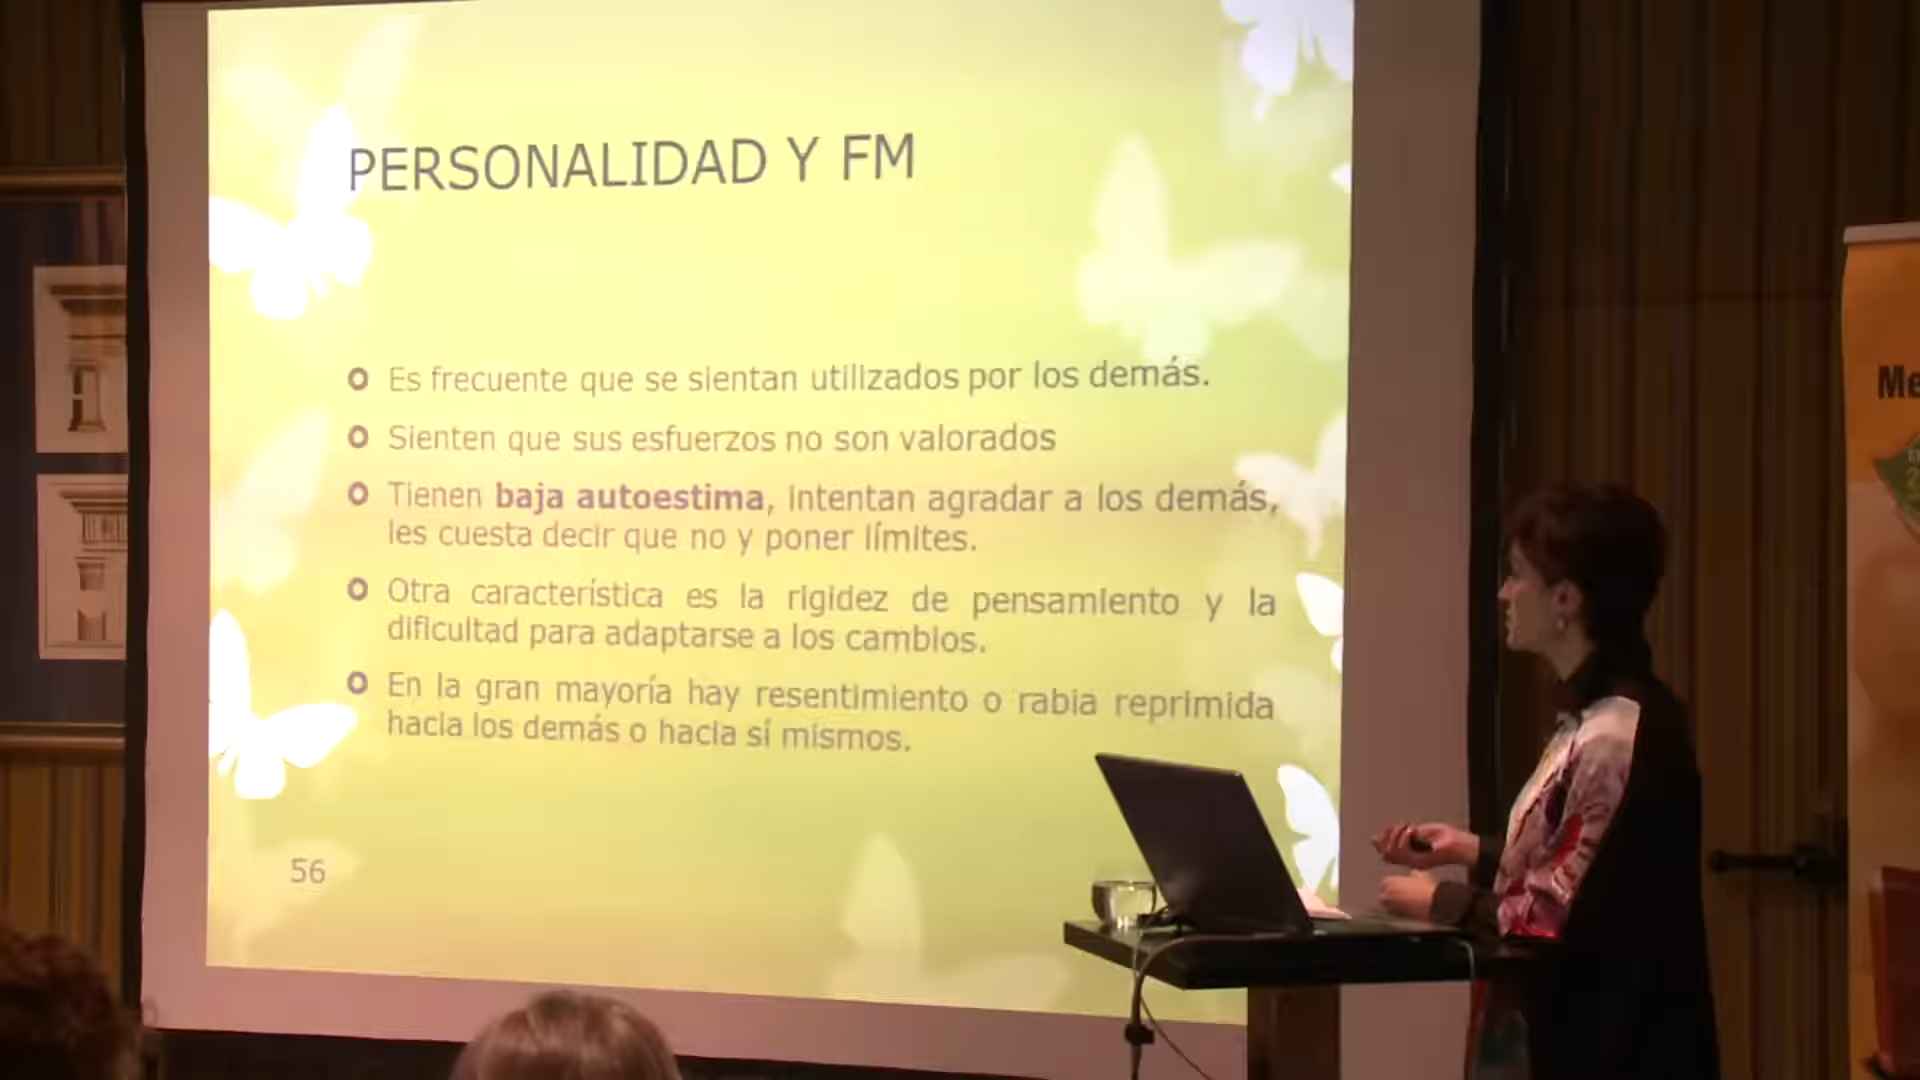 PERSONALIDAD Y FM
Es frecuente que se sientan utilizados por los demás.
Sienten que sus esfuerzos no son valorados
Tienen baja autoestima, intentan agradar a los demás,
les cuesta decir que no y poner límites.
Otra característica es la rigidez de pensamiento y la
dificultad para adaptarse a los cambios.
En la gran mayoría hay resentimiento o rabia reprimida
hacia los demás o hacia sí mismos.
56
Me